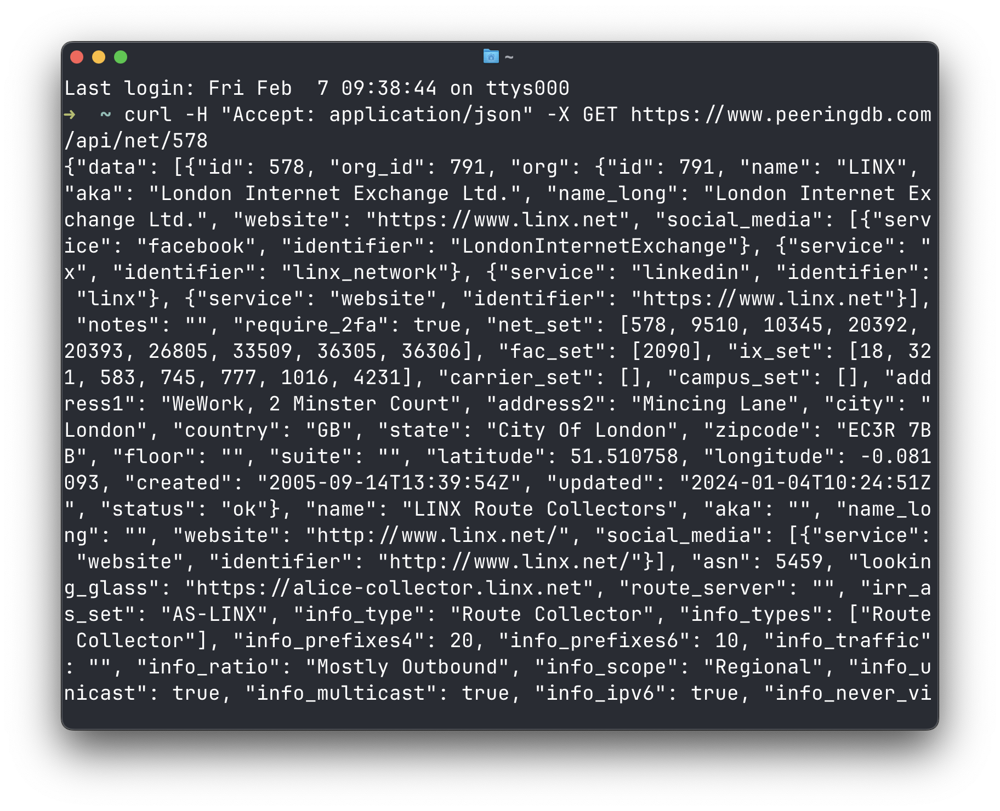 ~
Last login: Fri Feb  7 09:38:44 on ttys000
➜  ~ curl -H "Accept: application/json" -X GET https://www.peeringdb.com
/api/net/578
{"data": [{"id": 578, "org_id": 791, "org": {"id": 791, "name": "LINX",
"aka": "London Internet Exchange Ltd.", "name_long": "London Internet Ex
change Ltd.", "website": "https://www.linx.net", "social_media": [{"serv
ice": "facebook", "identifier": "LondonInternetExchange"}, {"service": "
x", "identifier": "linx_network"}, {"service": "linkedin", "identifier":
 "linx"}, {"service": "website", "identifier": "https://www.linx.net"}],
 "notes": "", "require_2fa": true, "net_set": [578, 9510, 10345, 20392,
20393, 26805, 33509, 36305, 36306], "fac_set": [2090], "ix_set": [18, 32
1, 583, 745, 777, 1016, 4231], "carrier_set": [], "campus_set": [], "add
ress1": "WeWork, 2 Minster Court", "address2": "Mincing Lane", "city": "
London", "country": "GB", "state": "City Of London", "zipcode": "EC3R 7B
B", "floor": "", "suite": "", "latitude": 51.510758, "longitude": -0.081
093, "created": "2005-09-14T13:39:54Z", "updated": "2024-01-04T10:24:51Z
", "status": "ok"}, "name": "LINX Route Collectors", "aka": "", "name_lo
ng": "", "website": "http://www.linx.net/", "social_media": [{"service":
 "website", "identifier": "http://www.linx.net/"}], "asn": 5459, "lookin
g_glass": "https://alice-collector.linx.net", "route_server": "", "irr_a
s_set": "AS-LINX", "info_type": "Route Collector", "info_types": ["Route
 Collector"], "info_prefixes4": 20, "info_prefixes6": 10, "info_traffic"
: "", "info_ratio": "Mostly Outbound", "info_scope": "Regional", "info_u
nicast": true, "info_multicast": true, "info_ipv6": true, "info_never_vi